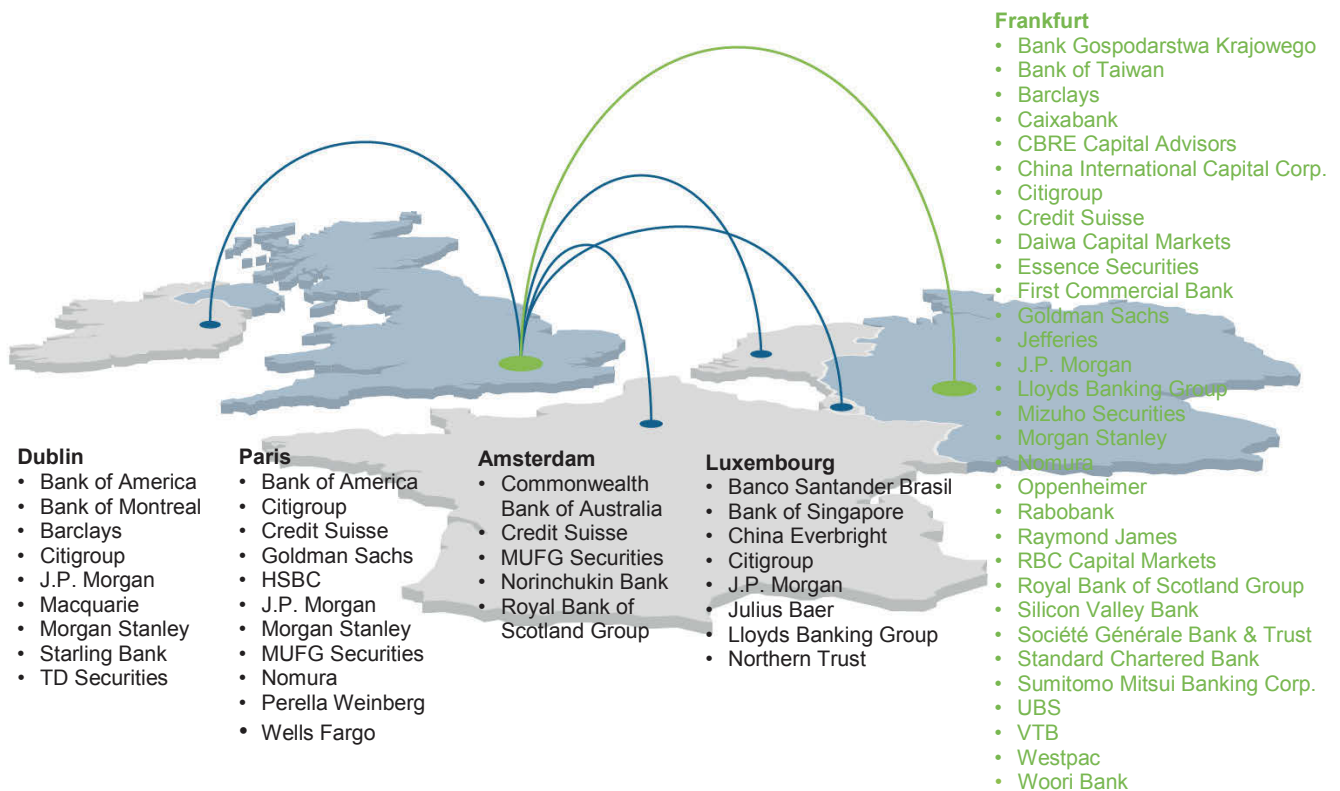 Frankfurt
• Bank Gospodarstwa Krajowego
• Bank of Taiwan
• Barclays
• Caixabank
• CBRE Capital Advisors
• China International Capital Corp.
• Citigroup
• Credit Suisse
• Daiwa Capital Markets
• Essence Securities
• First Commercial Bank
• Goldman Sachs
• Jefferies
• J.P. Morgan
• Lloyds Banking Group
• Mizuho Securities
• Morgan Stanley
• Nomura
• Oppenheimer
• Rabobank
• Raymond James
• RBC Capital Markets
• Royal Bank of Scotland Group
• Silicon Valley Bank
• Société Générale Bank & Trust
• Standard Chartered Bank
• Sumitomo Mitsui Banking Corp.
• UBS
• VTB
• Westpac
• Woori Bank
Dublin
• Bank of America
• Bank of Montreal
• Barclays
• Citigroup
• J.P. Morgan
• Macquarie
• Morgan Stanley
• Starling Bank
• TD Securities
Paris
• Bank of America
• Citigroup
• Credit Suisse
• Goldman Sachs
• HSBC
• J.P. Morgan
• Morgan Stanley
• MUFG Securities
• Nomura
• Perella Weinberg
• Wells Fargo
Amsterdam
• Commonwealth
Bank of Australia
• Credit Suisse
• MUFG Securities
• Norinchukin Bank
• Royal Bank of
Scotland Group
Luxembourg
• Banco Santander Brasil
• Bank of Singapore
• China Everbright
• Citigroup
• J.P. Morgan
• Julius Baer
• Lloyds Banking Group
• Northern Trust